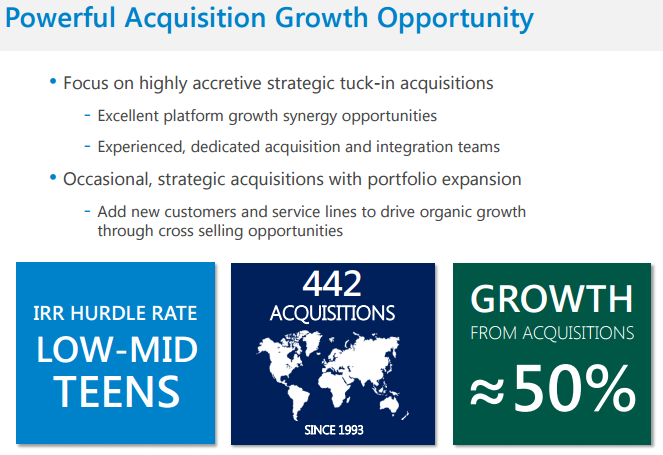 Powerful Acquisition Growth Opportunity
• Focus on highly accretive strategic tuck-in acquisitions
- Excellent platform growth synergy opportunities
- Experienced, dedicated acquisition and integration teams
• Occasional, strategic acquisitions with portfolio expansion
- Add new customers and service lines to drive organic growth
through cross selling opportunities
IRR HURDLE RATE
LOW-MID
TEENS
442
ACQUISITIONS
SINCE 1993
GROWTH
FROM ACQUISITIONS
≈50%